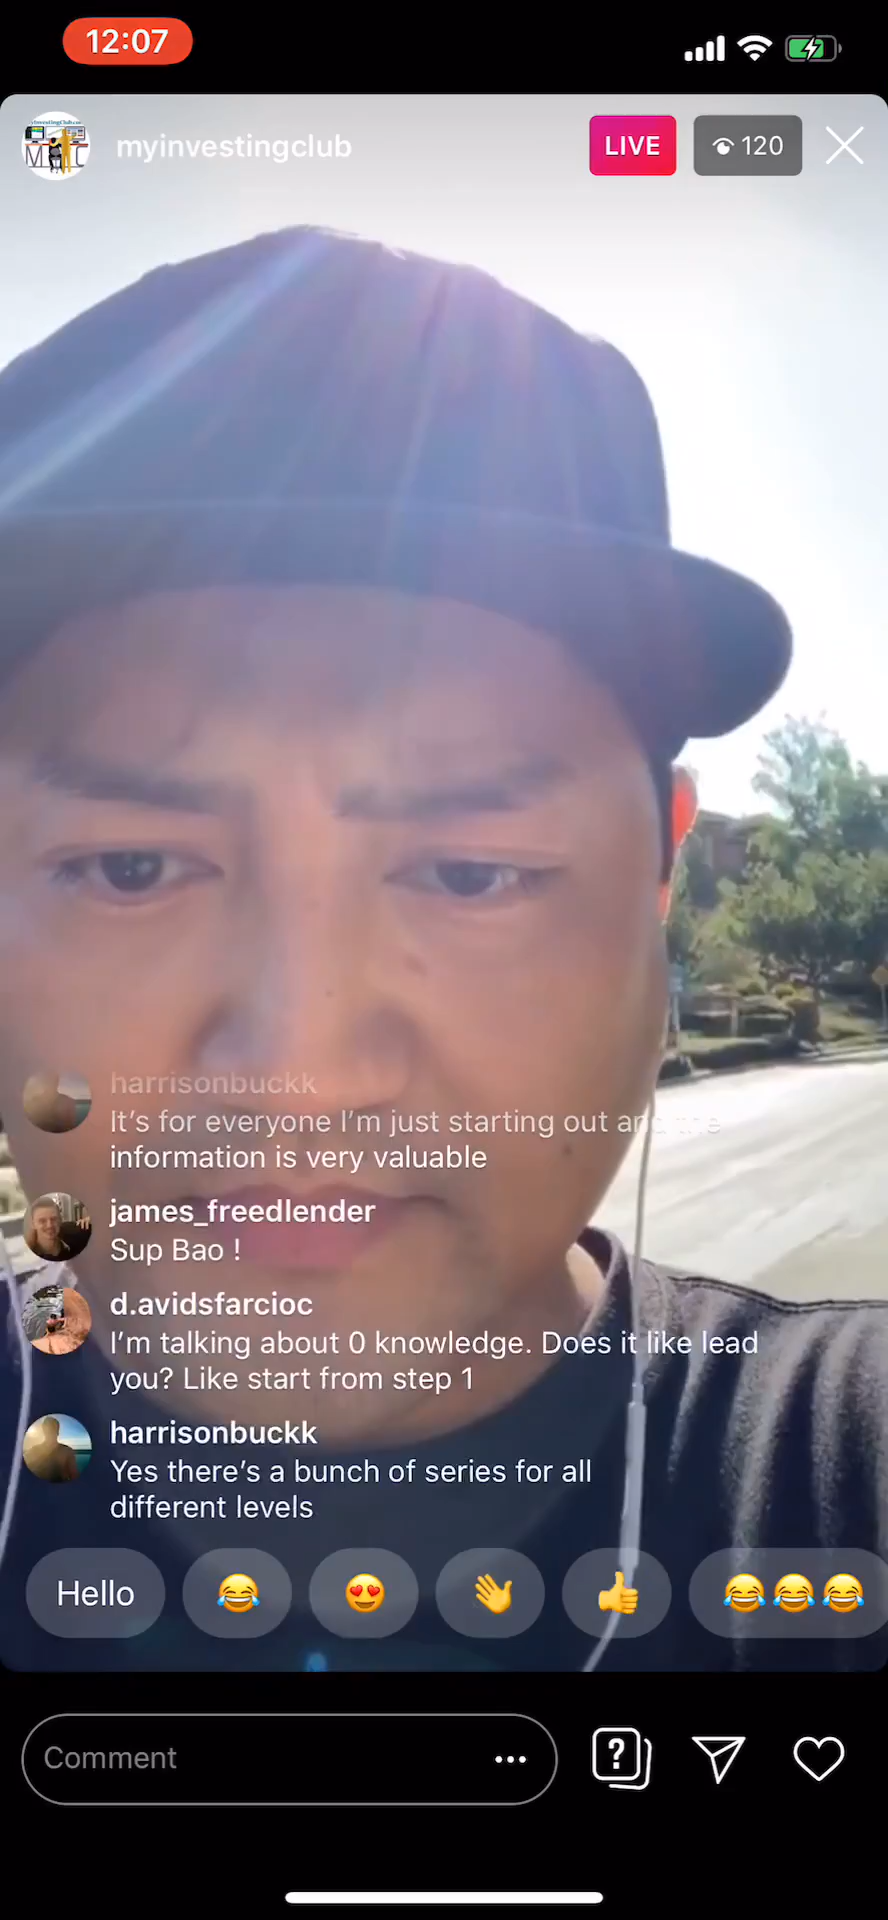 12:07
myinvestingclub
LIVE
120
harrisonbuckk
It's for everyone I'm just starting out and the
information is very valuable
james_freedlender
Sup Bao !
d.avidsfarcioc
I'm talking about 0 knowledge. Does it like lead
you? Like start from step 1
harrisonbuckk
Yes there's a bunch of series for all
different levels
Hello
Comment